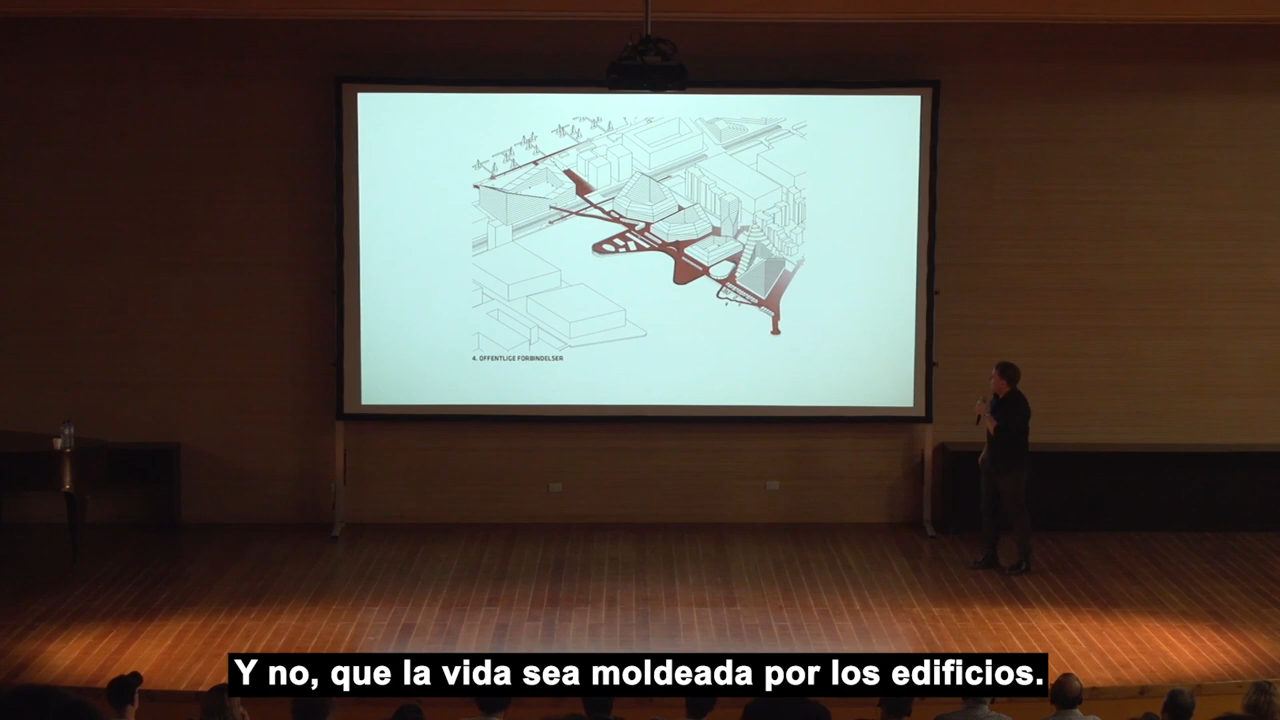 4. OFFENTLIGE FORBINDELSER
Y no, que la vida sea moldeada por los edificios.